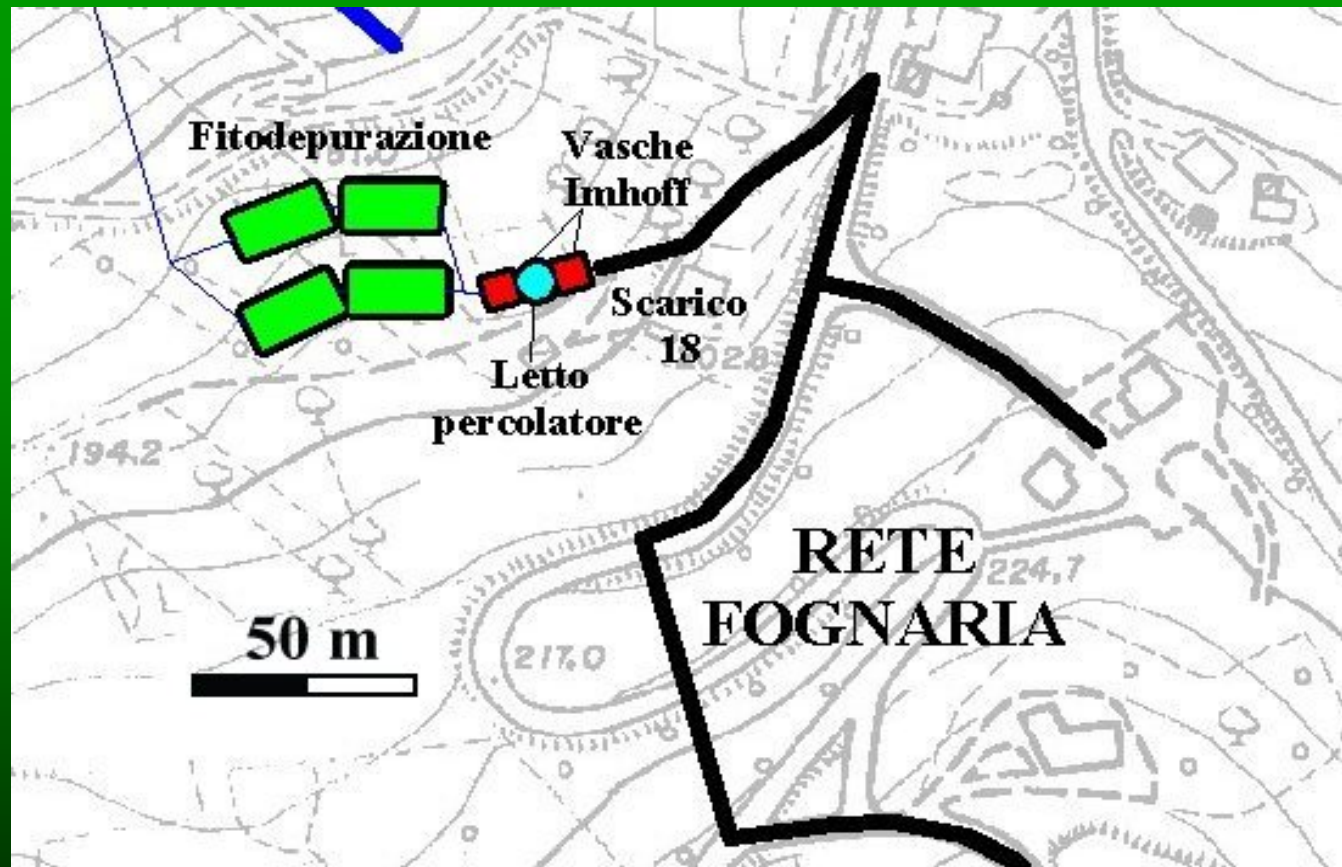 Fitodepurazione
Vasche
Imhoff
Scarico
18
Letto
percolatore
194.2
RETE
FOGNARIA
224.7
50 m
217.0